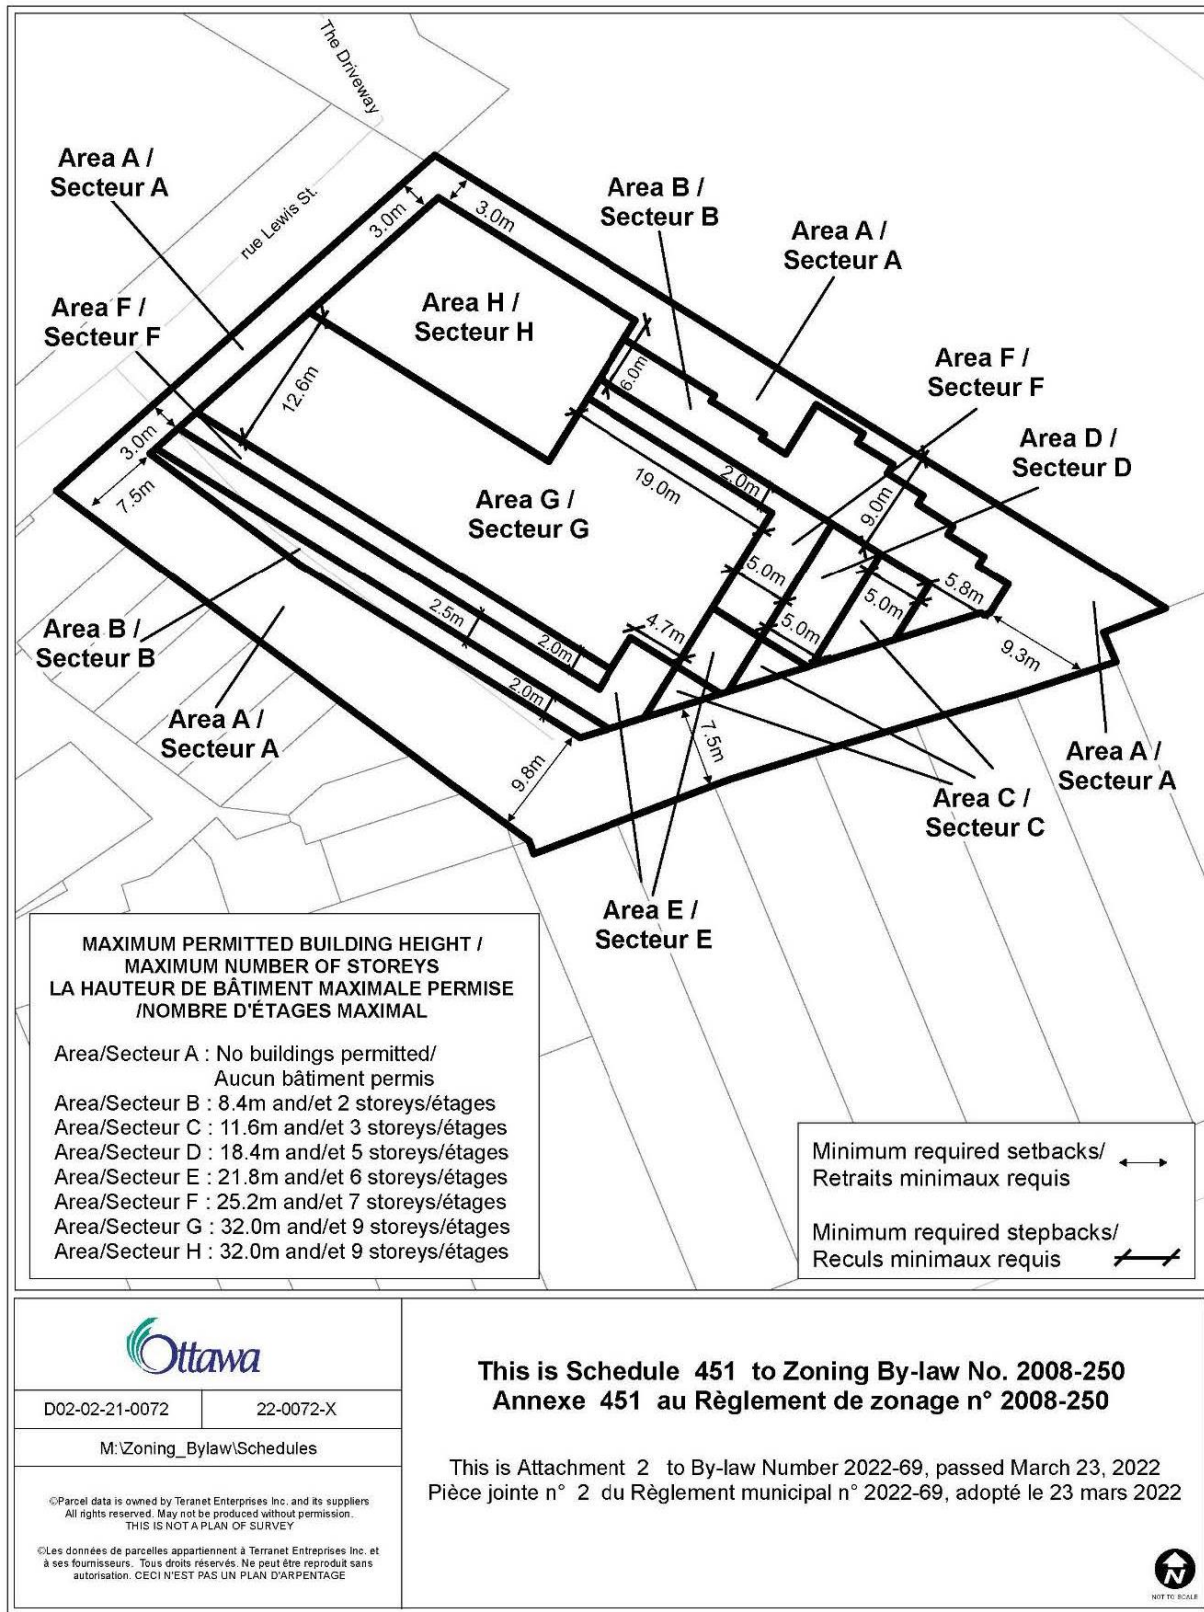 The Driveway
rue Lewis St.
Area A /
Secteur A
3.0m
3.0m
Area B /
Secteur B
Area A /
Secteur A
Area F /
Secteur F
Area H /
Secteur H
12.6m
6.0m
Area F /
Secteur F
Area D /
Secteur D
3.0m
7.5m
19.0m
2.0m
9.0m
Area G /
Secteur G
5.0m
5.0m
5.8m
Area B /
Secteur B
2.5m
2.0m
2.0m
4.7m
5.0m
9.3m
Area A /
Secteur A
9.8m
7.5m
Area A /
Secteur A
Area C /
Secteur C
Area E /
Secteur E
MAXIMUM PERMITTED BUILDING HEIGHT /
MAXIMUM NUMBER OF STOREYS
LA HAUTEUR DE BÂTIMENT MAXIMALE PERMISE
/NOMBRE D'ÉTAGES MAXIMAL
Area/Secteur A : No buildings permitted/
Aucun bâtiment permis
Area/Secteur B : 8.4m and/et 2 storeys/étages
Area/Secteur C : 11.6m and/et 3 storeys/étages
Area/Secteur D : 18.4m and/et 5 storeys/étages
Area/Secteur E : 21.8m and/et 6 storeys/étages
Area/Secteur F : 25.2m and/et 7 storeys/étages
Area/Secteur G : 32.0m and/et 9 storeys/étages
Area/Secteur H : 32.0m and/et 9 storeys/étages
Minimum required setbacks/
Retraits minimaux requis
Minimum required stepbacks/
Reculs minimaux requis
Ottawa
D02-02-21-0072
22-0072-X
M:\Zoning_Bylaw\Schedules
©Parcel data is owned by Teranet Enterprises Inc. and its suppliers
All rights reserved. May not be produced without permission.
THIS IS NOT A PLAN OF SURVEY
©Les données de parcelles appartiennent à Terranet Entreprises Inc. et
à ses fournisseurs. Tous droits réservés. Ne peut être reproduit sans
autorisation. CECI N'EST PAS UN PLAN D'ARPENTAGE
This is Schedule 451 to Zoning By-law No. 2008-250
Annexe 451 au Règlement de zonage n° 2008-250
This is Attachment 2 to By-law Number 2022-69, passed March 23, 2022
Pièce jointe n° 2 du Règlement municipal n° 2022-69, adopté le 23 mars 2022
N
NOT TO SCALE